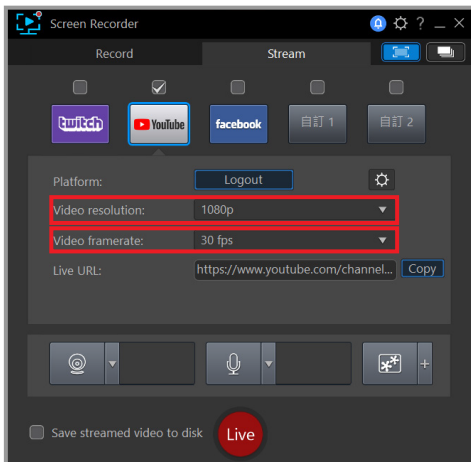 Screen Recorder
?
Record
Stream
twitch
YouTube
facebook
自訂 1
自訂 2
Platform:
Logout
Video resolution:
1080p
Video framerate:
30 fps
Live URL:
https://www.youtube.com/channel...
Copy
+
Save streamed video to disk
Live